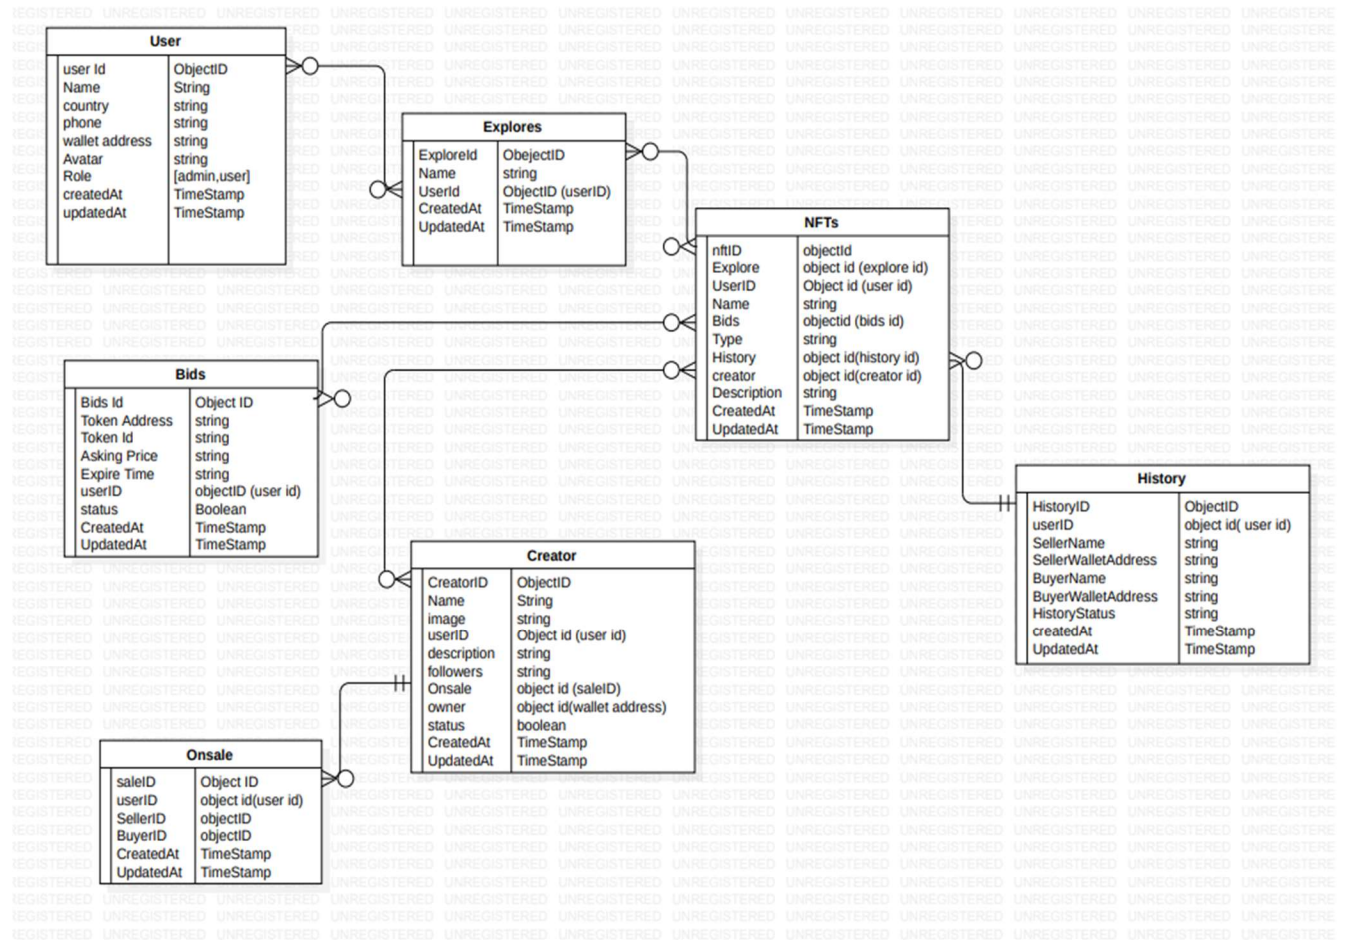 User
user Id ObjectID
Name String
country string
phone string
wallet address string
Avatar string
Role [admin,user]
createdAt TimeStamp
updatedAt TimeStamp
Explores
ExploreId ObejectID
Name string
UserId ObjectID (userID)
CreatedAt TimeStamp
UpdatedAt TimeStamp
NFTs
nftID objectId
Explore object id (explore id)
UserID Object id (user id)
Name string
Bids objectid (bids id)
Type string
History object id(history id)
creator object id(creator id)
Description string
CreatedAt TimeStamp
UpdatedAt TimeStamp
Bids
Bids Id Object ID
Token Address string
Token Id string
Asking Price string
Expire Time string
userID objectID (user id)
status Boolean
CreatedAt TimeStamp
UpdatedAt TimeStamp
History
HistoryID ObjectID
userID object id( user id)
SellerName string
SellerWalletAddress string
BuyerName string
BuyerWalletAddress string
HistoryStatus string
createdAt TimeStamp
UpdatedAt TimeStamp
Creator
CreatorID ObjectID
Name String
image string
userID Object id (user id)
description string
followers string
Onsale object id (saleID)
owner object id(wallet address)
status boolean
CreatedAt TimeStamp
UpdatedAt TimeStamp
Onsale
saleID Object ID
userID object id(user id)
SellerID objectID
BuyerID objectID
CreatedAt TimeStamp
UpdatedAt TimeStamp
UNREGISTERED